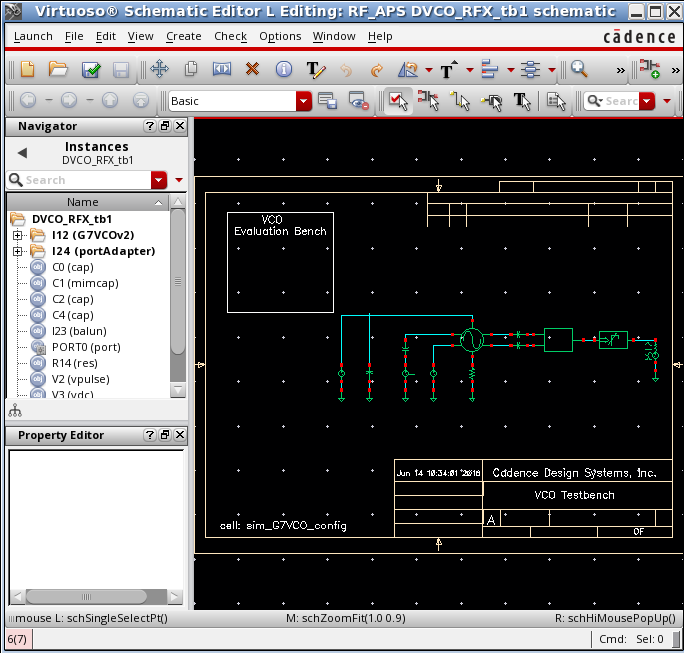 Virtuoso® Schematic Editor L Editing: RF_APS DVCO_RFX_tb1 schematic
Launch File Edit View Create Check Options Window Help cādence
Basic
Searc
Navigator
Instances
DVCO_RFX_tb1
Search
Name
DVCO_RFX_tb1
I12 (G7VCOv2)
I24 (portAdapter)
C0 (cap)
C1 (mimcap)
C2 (cap)
C4 (cap)
I23 (balun)
PORT0 (port)
R14 (res)
V2 (vpulse)
V3 (vdc)
Property Editor
VCO
Evaluation Bench
cell: sim_G7VCO_config
Jun 14 10:34:01 2016
Cadence Design Systems, Inc.
VCO Testbench
A
OF
mouse L: schSingleSelectPt()
M: schZoomFit(1.0 0.9)
R: schHiMousePopUp()
6(7)
Cmd: Sel: 0